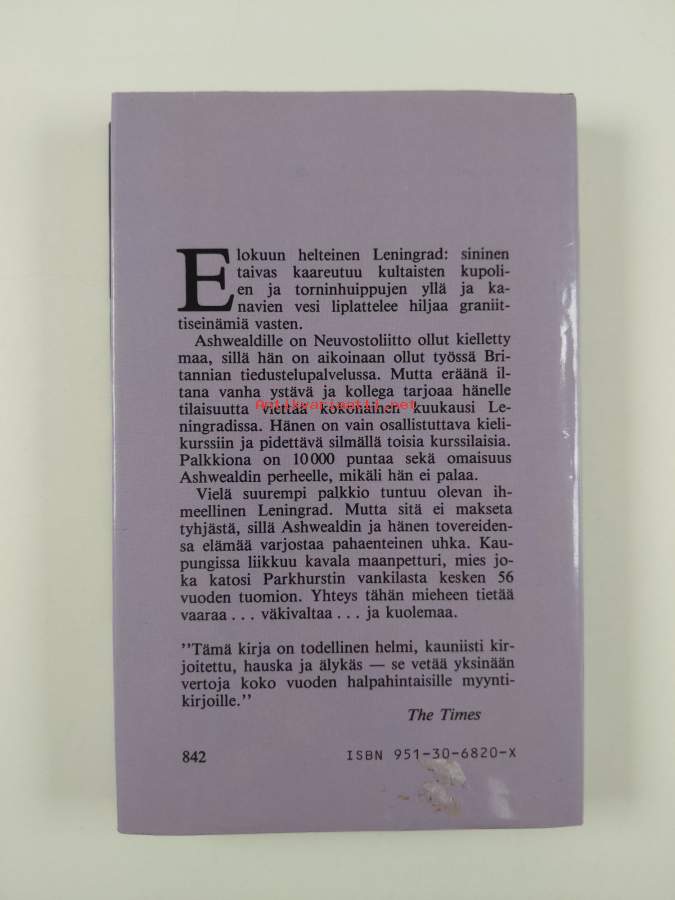 Elokuun helteinen Leningrad: sininen
taivas kaareutuu kultaisten kupoli-
en ja torninhuippujen yllä ja ka-
navien vesi liplattelee hiljaa graniit-
tiseinämiä vasten.
Ashwealdille on Neuvostoliitto ollut kielletty
maa, sillä hän on aikoinaan ollut työssä Bri-
tannian tiedustelupalvelussa. Mutta eräänä il-
tana vanha ystävä ja kollega tarjoaa hänelle
tilaisuutta viettää kokonainen kuukausi Le-
antikvariaatti.net
ningradissa. Hänen on vain osallistuttava kieli-
kurssiin ja pidettävä silmällä toisia kurssilaisia.
Palkkiona on 10 000 puntaa sekä omaisuus
Ashwealdin perheelle, mikäli hän ei palaa.
Vielä suurempi palkkio tuntuu olevan ih-
meellinen Leningrad. Mutta sitä ei makseta
tyhjästä, sillä Ashwealdin ja hänen tovereiden-
sa elämää varjostaa pahaenteinen uhka. Kau-
pungissa liikkuu kavala maanpetturi, mies jo-
ka katosi Parkhurstin vankilasta kesken 56
vuoden tuomion. Yhteys tähän mieheen tietää
vaaraa . . . väkivaltaa . . . ja kuolemaa.
”Tämä kirja on todellinen helmi, kauniisti kir-
joitettu, hauska ja älykäs — se vetää yksinään
vertoja koko vuoden halpahintaisille myynti-
kirjoille.”
The Times
842 ISBN 951-30-6820-X